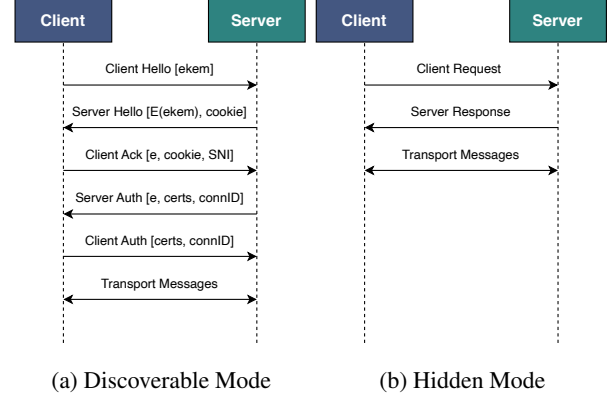 Client
Server
Client Hello [ekem]
Server Hello [E(ekem), cookie]
Client Ack [e, cookie, SNI]
Server Auth [e, certs, connID]
Client Auth [certs, connID]
Transport Messages
(a) Discoverable Mode
Client
Server
Client Request
Server Response
Transport Messages
(b) Hidden Mode